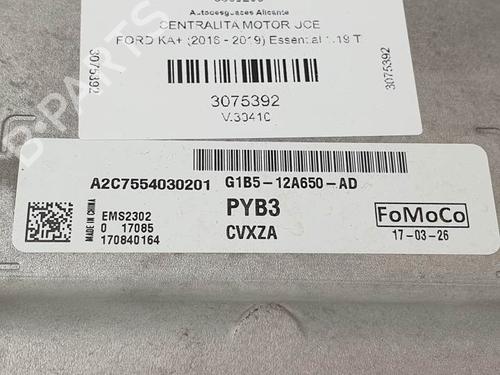 Autodesguaces Alicante
CENTRALITA MOTOR UCE
FORD KA+ (2016 - 2019) Essential 1.19 T
3075392
3075392
3075392
V.30410
A2C7554030201 G1B5-12A650-AD
MADE IN CHINA
EMS2302
0 17085
170840164
PYB3
CVXZA
FoMoCo
17-03-26
B-PARTS